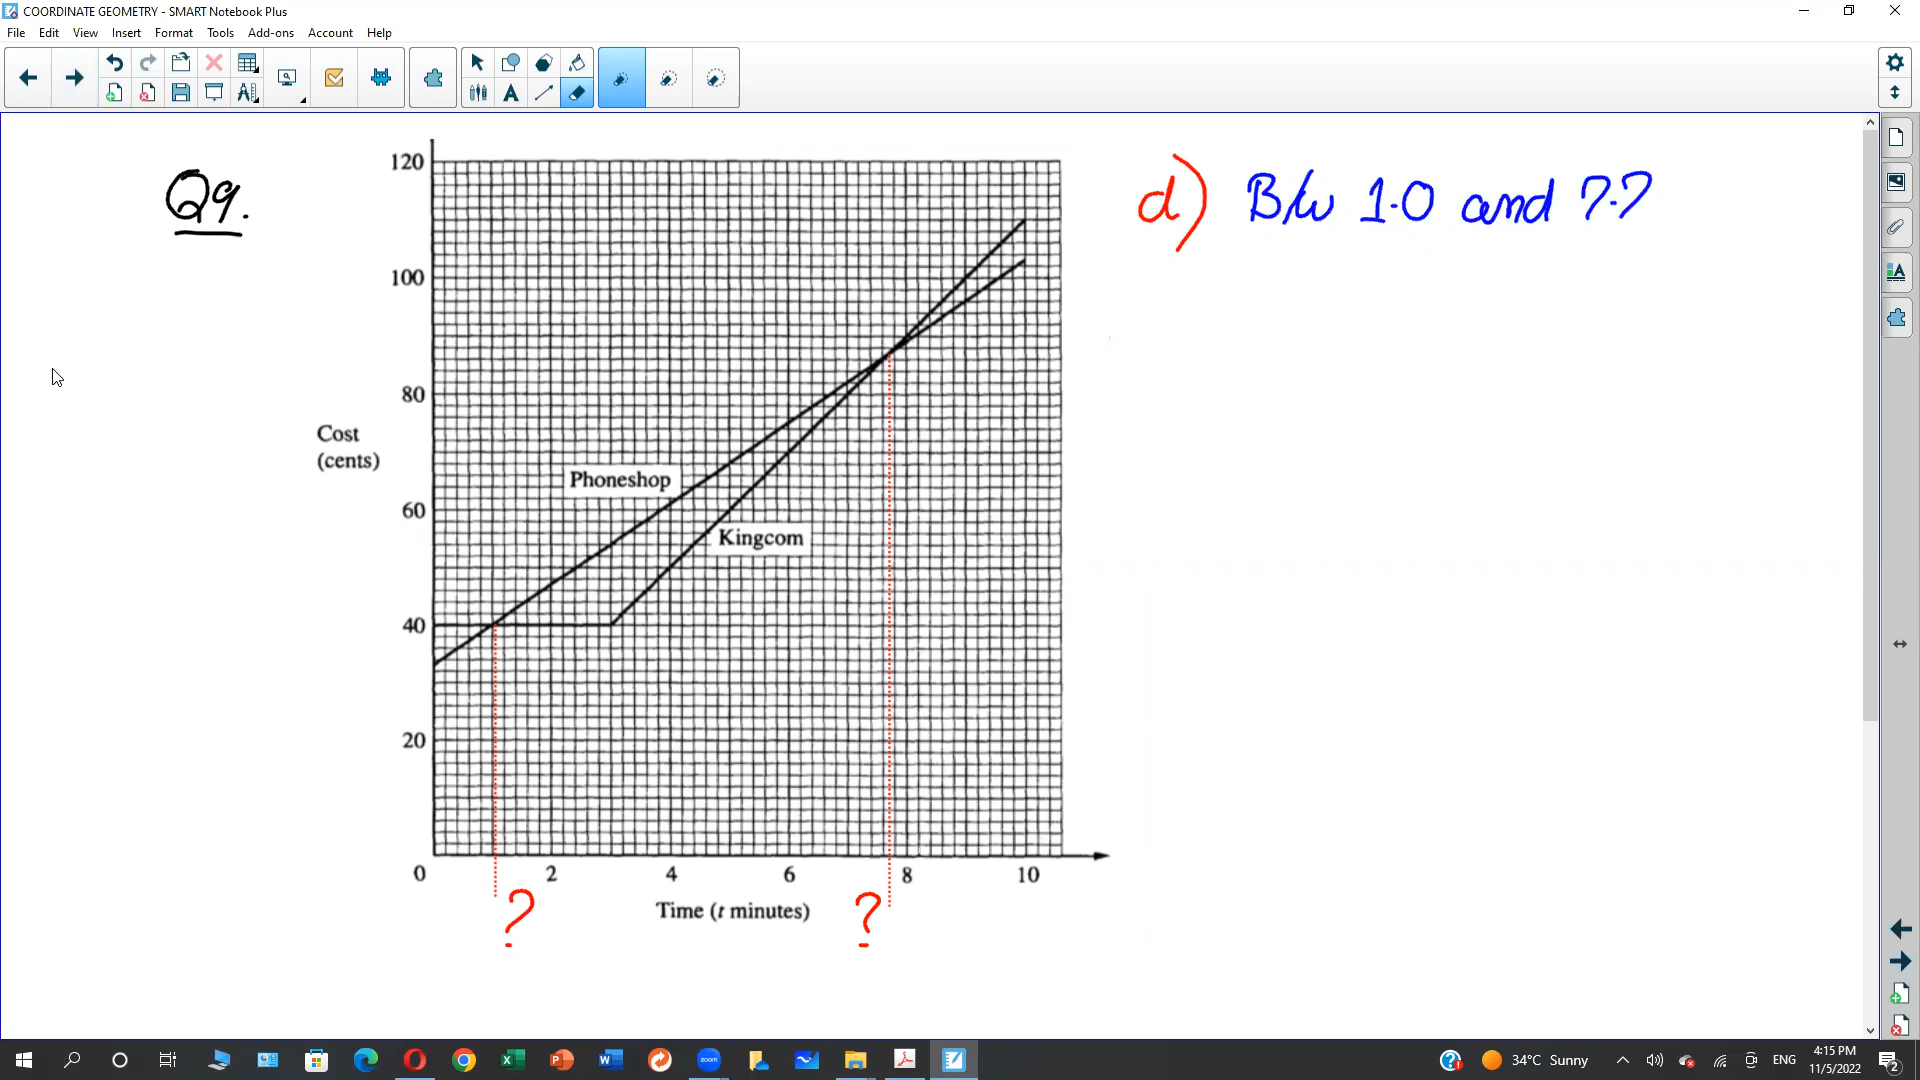 COORDINATE GEOMETRY - SMART Notebook Plus
File Edit View Insert Format Tools Add-ons Account Help
Q9.
d) B/w 1.0 and 7.7
120
100
80
Cost
(cents)
Phoneshop
60
Kingcom
40
20
0 2 4 6 8 10
Time (t minutes)
? ?
34°C Sunny
ENG
4:15 PM
11/5/2022
2